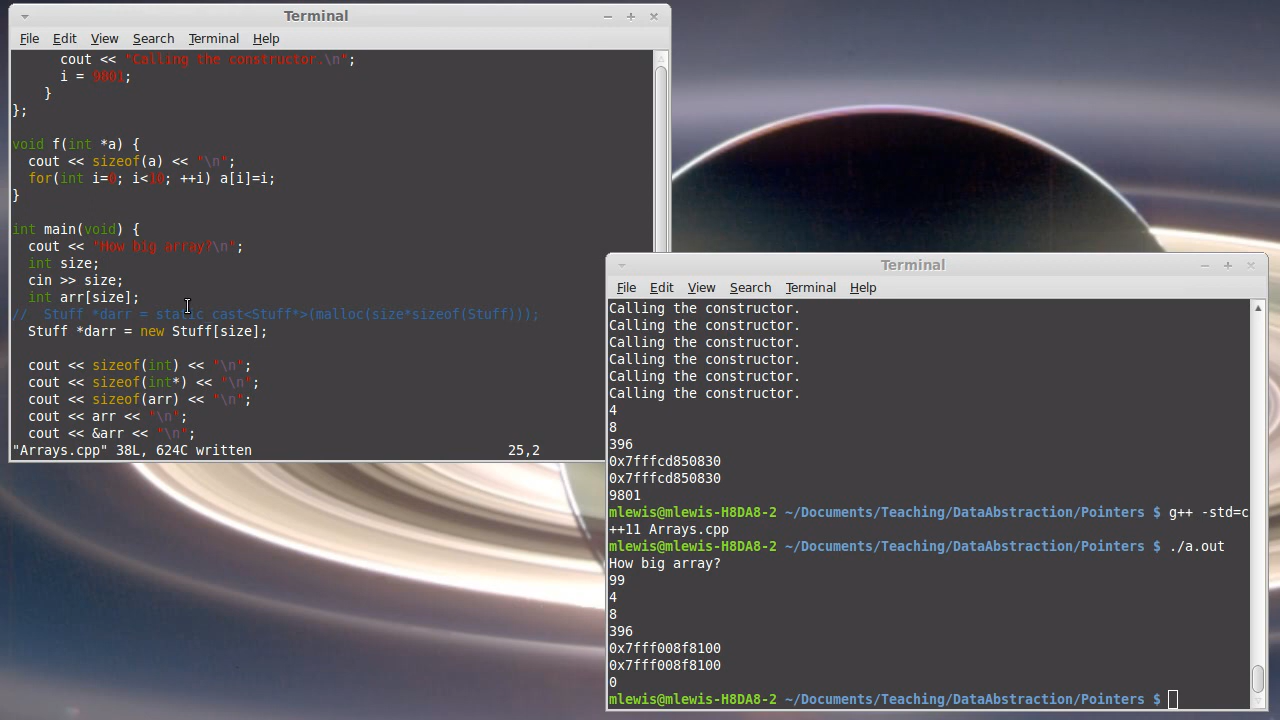 Terminal
File Edit View Search Terminal Help
      cout << "Calling the constructor.\n";
      i = 9801;
    }
};

void f(int *a) {
  cout << sizeof(a) << "\n";
  for(int i=0; i<10; ++i) a[i]=i;
}

int main(void) {
  cout << "How big array?\n";
  int size;
  cin >> size;
  int arr[size];
//  Stuff *darr = static_cast<Stuff*>(malloc(size*sizeof(Stuff)));
  Stuff *darr = new Stuff[size];

  cout << sizeof(int) << "\n";
  cout << sizeof(int*) << "\n";
  cout << sizeof(arr) << "\n";
  cout << arr << "\n";
  cout << &arr << "\n";
"Arrays.cpp" 38L, 624C written 25,2
Terminal
File Edit View Search Terminal Help
Calling the constructor.
Calling the constructor.
Calling the constructor.
Calling the constructor.
Calling the constructor.
Calling the constructor.
4
8
396
0x7fffcd850830
0x7fffcd850830
9801
mlewis@mlewis-H8DA8-2 ~/Documents/Teaching/DataAbstraction/Pointers $ g++ -std=c
++11 Arrays.cpp
mlewis@mlewis-H8DA8-2 ~/Documents/Teaching/DataAbstraction/Pointers $ ./a.out
How big array?
99
4
8
396
0x7fff008f8100
0x7fff008f8100
0
mlewis@mlewis-H8DA8-2 ~/Documents/Teaching/DataAbstraction/Pointers $